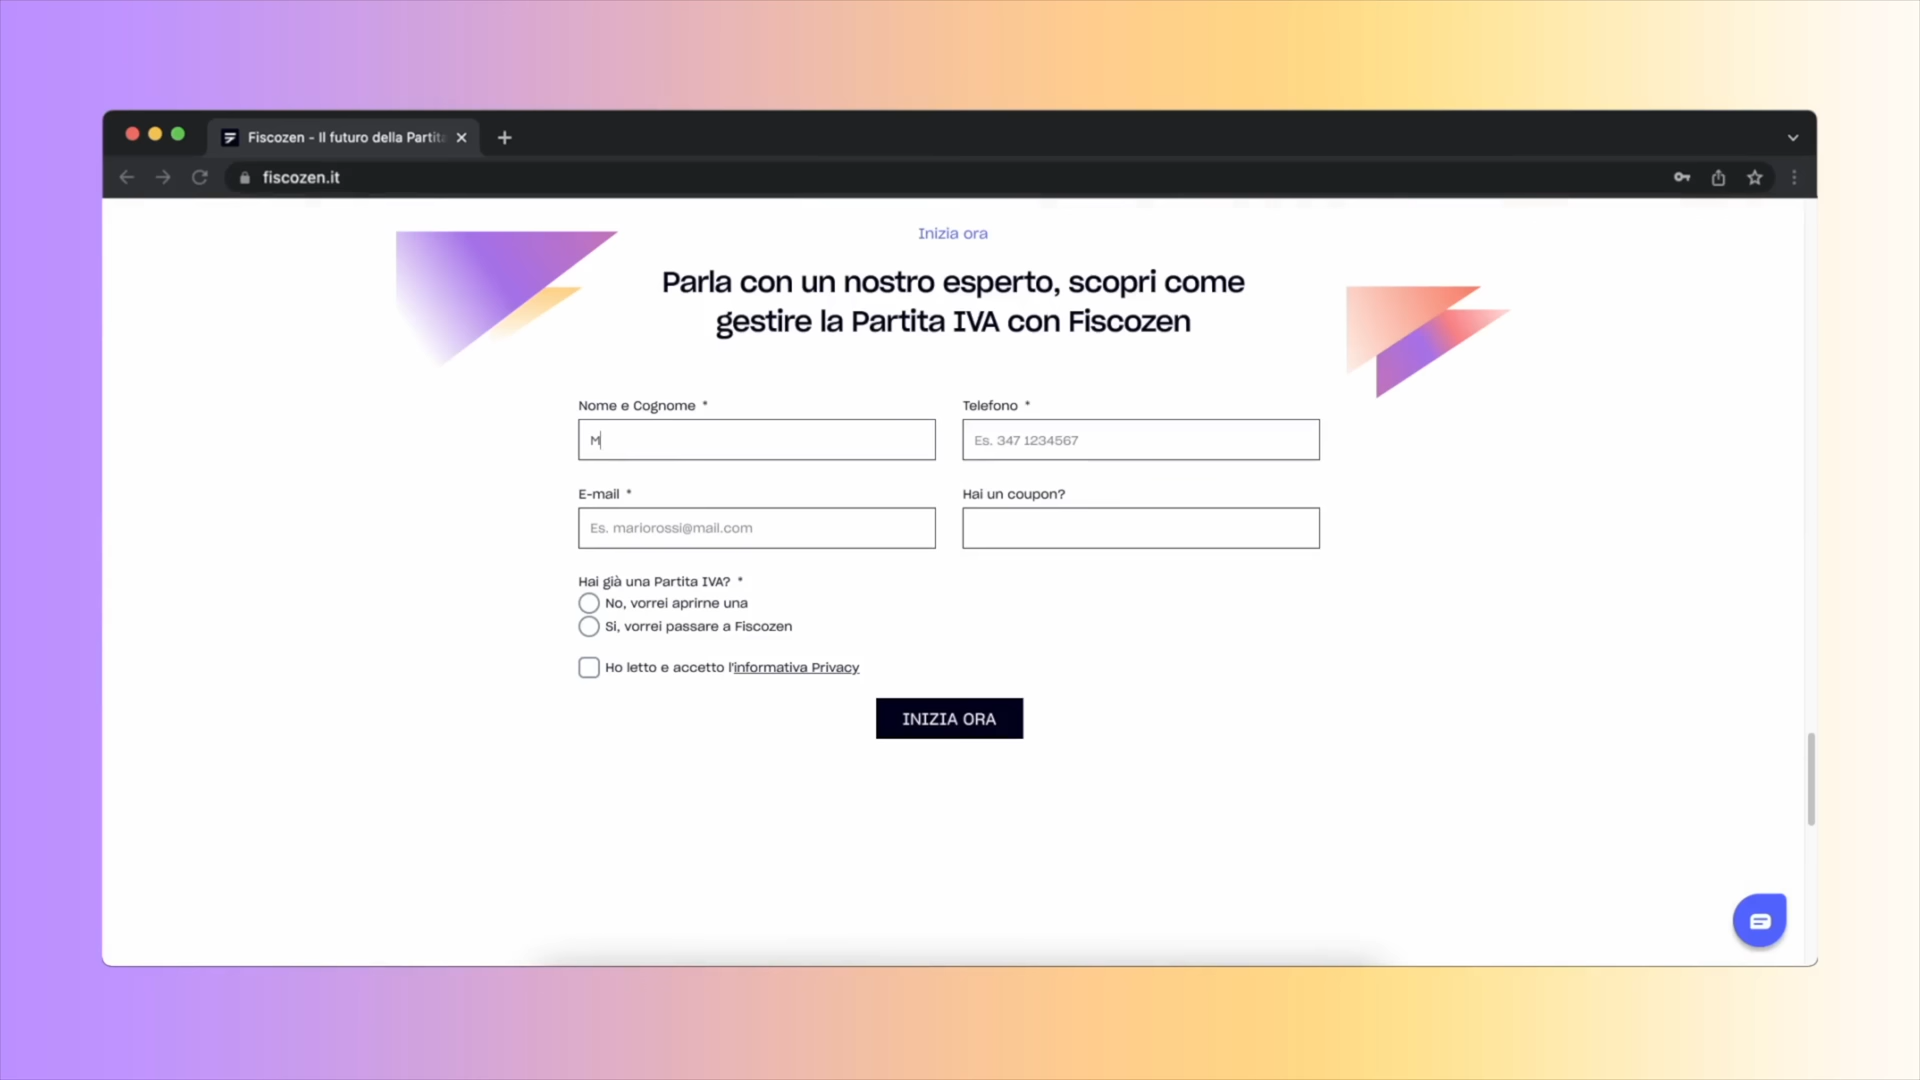 Fiscozen - Il futuro della Partita
fiscozen.it
Inizia ora
Parla con un nostro esperto, scopri come
gestire la Partita IVA con Fiscozen
Nome e Cognome *
Telefono *
M
Es. 347 1234567
E-mail *
Hai un coupon?
Es. mariorossi@mail.com
Hai già una Partita IVA? *
No, vorrei aprirne una
Si, vorrei passare a Fiscozen
Ho letto e accetto l'informativa Privacy
INIZIA ORA